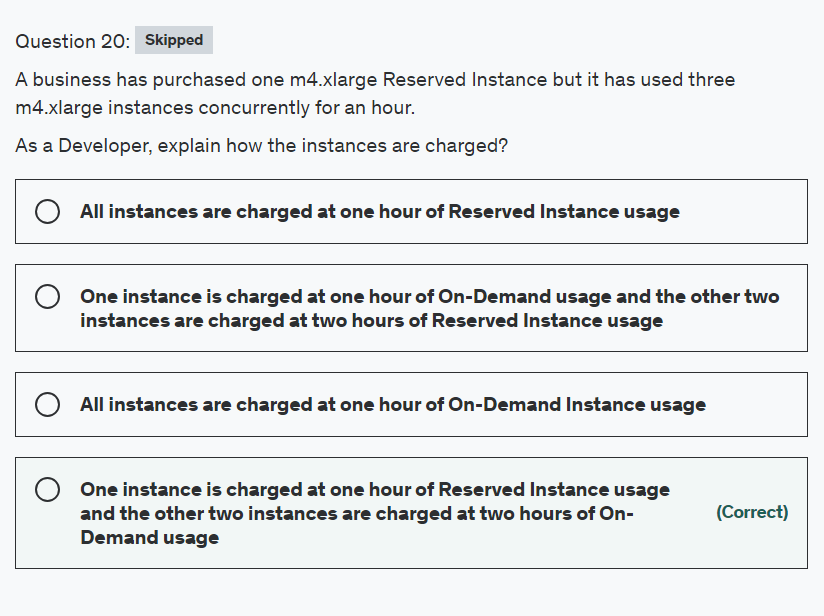 Question 20: Skipped
A business has purchased one m4.xlarge Reserved Instance but it has used three
m4.xlarge instances concurrently for an hour.
As a Developer, explain how the instances are charged?
All instances are charged at one hour of Reserved Instance usage
One instance is charged at one hour of On-Demand usage and the other two
instances are charged at two hours of Reserved Instance usage
All instances are charged at one hour of On-Demand Instance usage
One instance is charged at one hour of Reserved Instance usage
and the other two instances are charged at two hours of On-
Demand usage
(Correct)